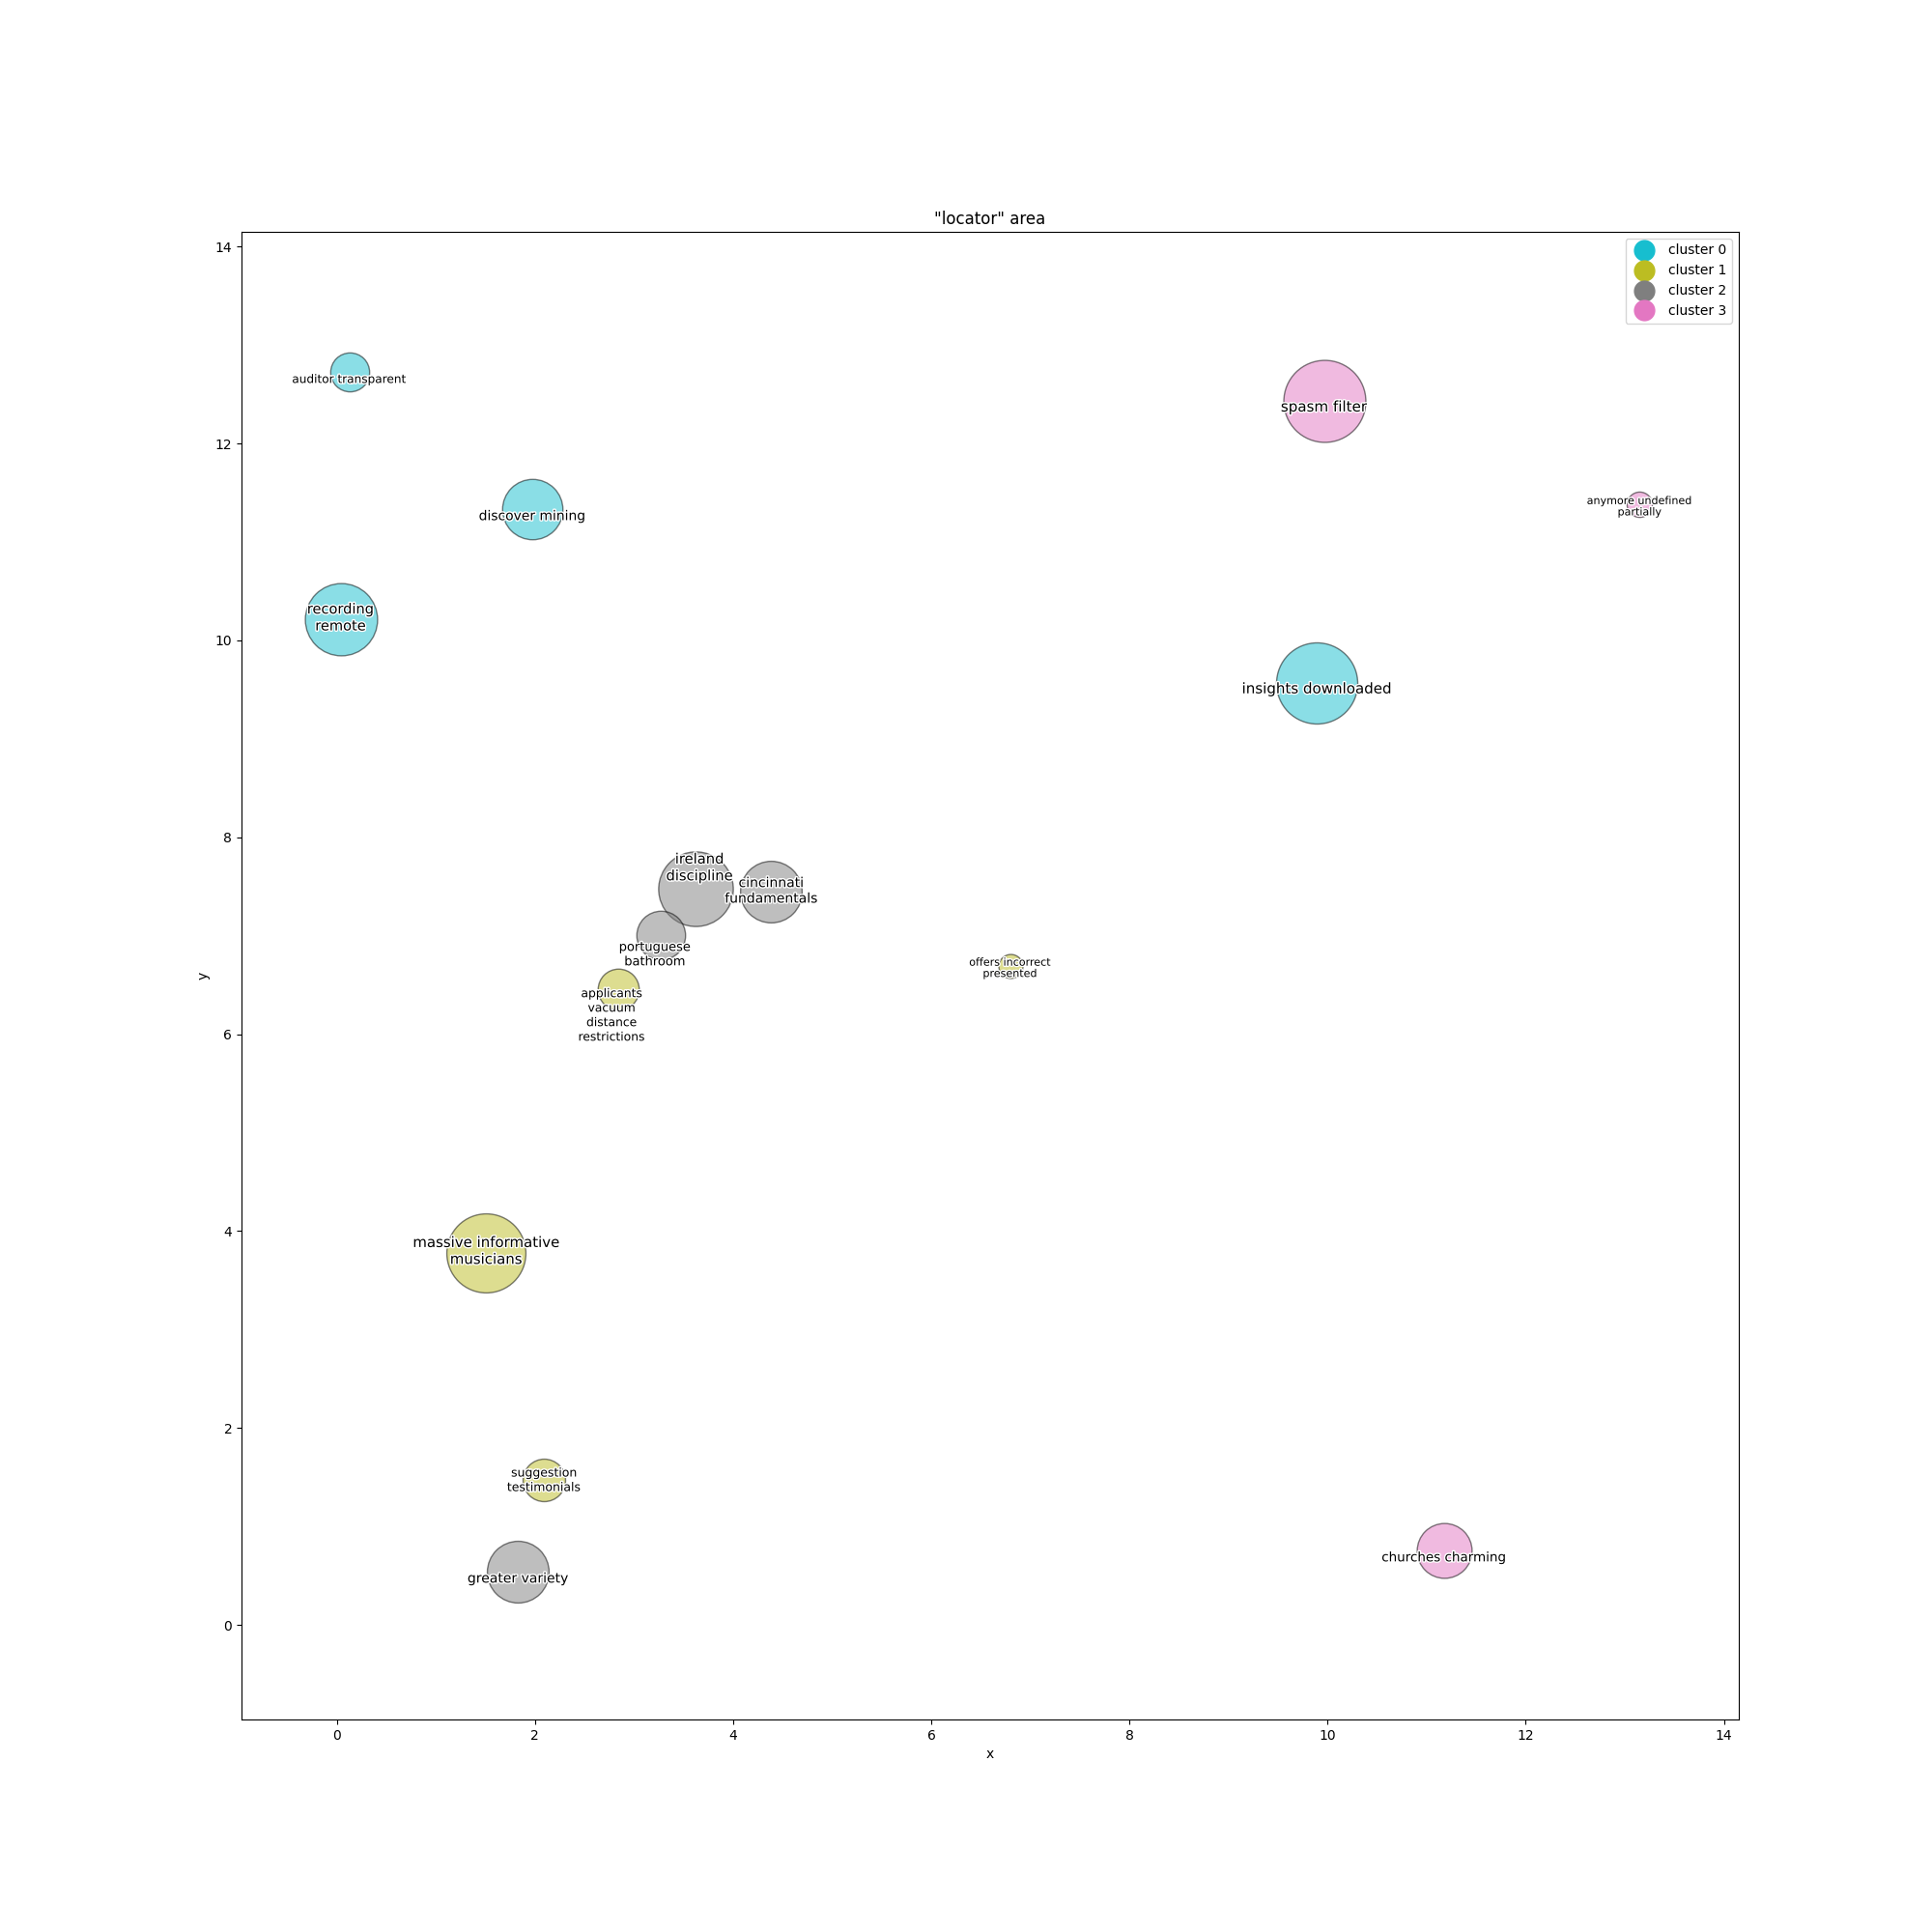 "locator" area
14
12
10
8
6
4
2
0
y
cluster 0
cluster 1
cluster 2
cluster 3
auditor transparent
spasm filter
anymore undefined
partially
discover mining
recording
remote
insights downloaded
ireland
discipline
cincinnati
fundamentals
portuguese
bathroom
offers incorrect
presented
applicants
vacuum
distance
restrictions
massive informative
musicians
suggestion
testimonials
churches charming
greater variety
0
2
4
6
8
10
12
14
x